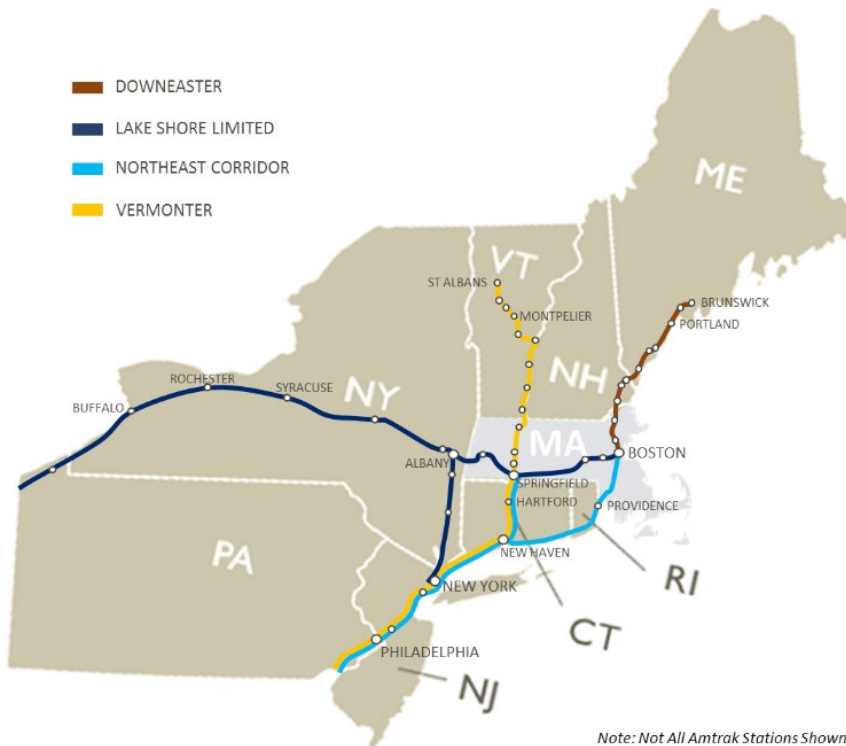 DOWNEASTER
LAKE SHORE LIMITED
NORTHEAST CORRIDOR
VERMONTER
ME
VT
ST ALBANS
BRUNSWICK
MONTPELIER
PORTLAND
NH
ROCHESTER
SYRACUSE
NY
BUFFALO
MA
BOSTON
ALBANY
SPRINGFIELD
HARTFORD
PROVIDENCE
PA
NEW HAVEN
RI
NEW YORK
CT
PHILADELPHIA
NJ
Note: Not All Amtrak Stations Shown